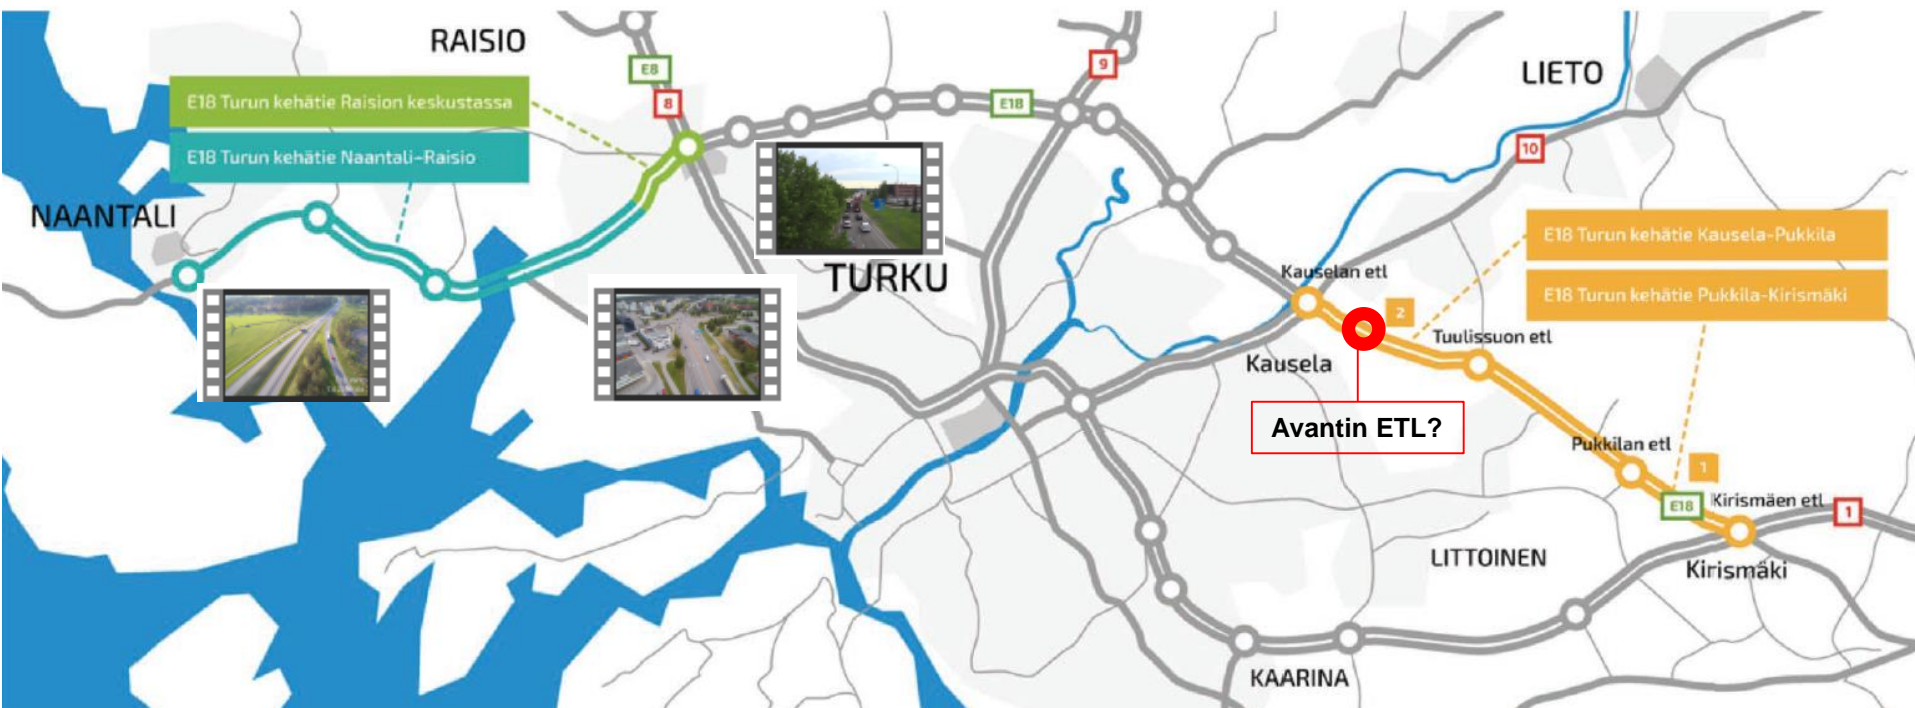 RAISIO
E8
8
E18 Turun kehätie Raision keskustassa
E18 Turun kehätie Naantali–Raisio
NAANTALI
TURKU
E18
9
LIETO
10
E18 Turun kehätie Kausela-Pukkila
E18 Turun kehätie Pukkila-Kirismäki
Kauselan etl
2
Tuulissuon etl
Kausela
Avantin ETL?
Pukkilan etl
1
E18
Kirismäen etl
1
LITTOINEN
Kirismäki
KAARINA